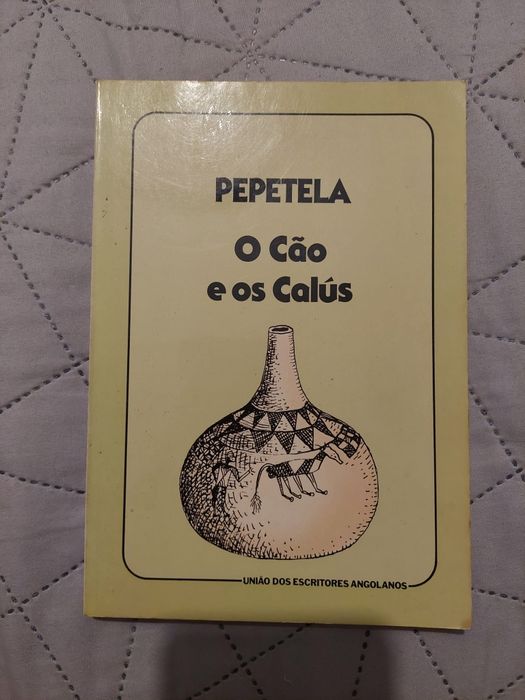 PEPETELA
O Cão
e os Calús
UNIÃO DOS ESCRITORES ANGOLANOS